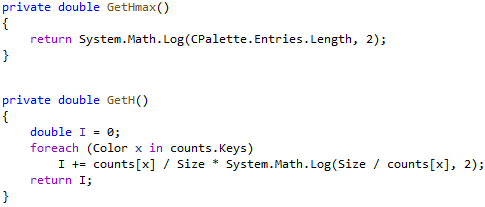 private double GetHmax()
{
    return System.Math.Log(CPalette.Entries.Length, 2);
}
private double GetH()
{
    double I = 0;
    foreach (Color x in counts.Keys)
        I += counts[x] / Size * System.Math.Log(Size / counts[x], 2);
    return I;
}